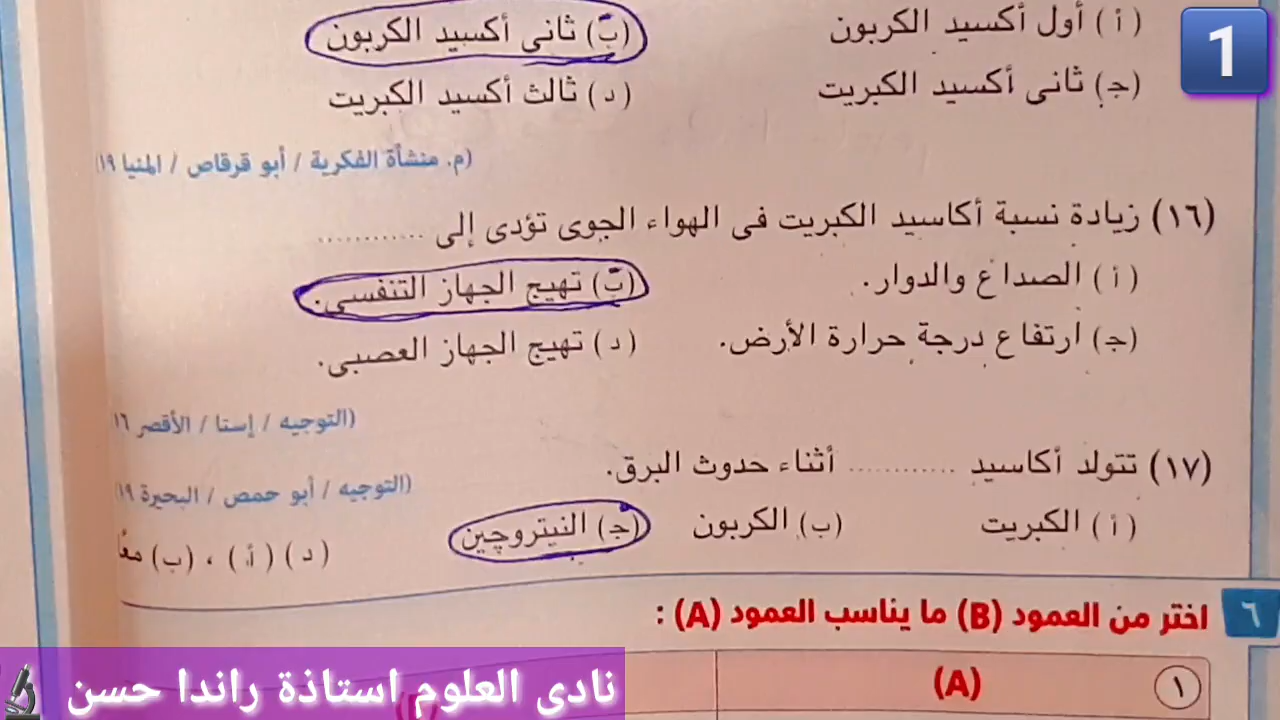 1
(أ) أول أكسيد الكربون (ب) ثانى أكسيد الكربون
(جـ) ثانى أكسيد الكبريت (د) ثالث أكسيد الكبريت
(م. منشأة الفكرية / أبو قرقاص / المنيا ١٩)
(١٦) زيادة نسبة أكاسيد الكبريت فى الهواء الجوى تؤدى إلى ............
(أ) الصداع والدوار. (ب) تهيج الجهاز التنفسى.
(جـ) ارتفاع درجة حرارة الأرض. (د) تهيج الجهاز العصبى.
(التوجيه / إسنا / الأقصر ١٦)
(١٧) تتولد أكاسيد ............ أثناء حدوث البرق.
(التوجيه / أبو حمص / البحيرة ١٩)
(أ) الكبريت (ب) الكربون (جـ) النيتروچين (د) (أ) ، (ب) معًا
٦ اختر من العمود (B) ما يناسب العمود (A) :
١ (A)
نادى العلوم استاذة راندا حسن